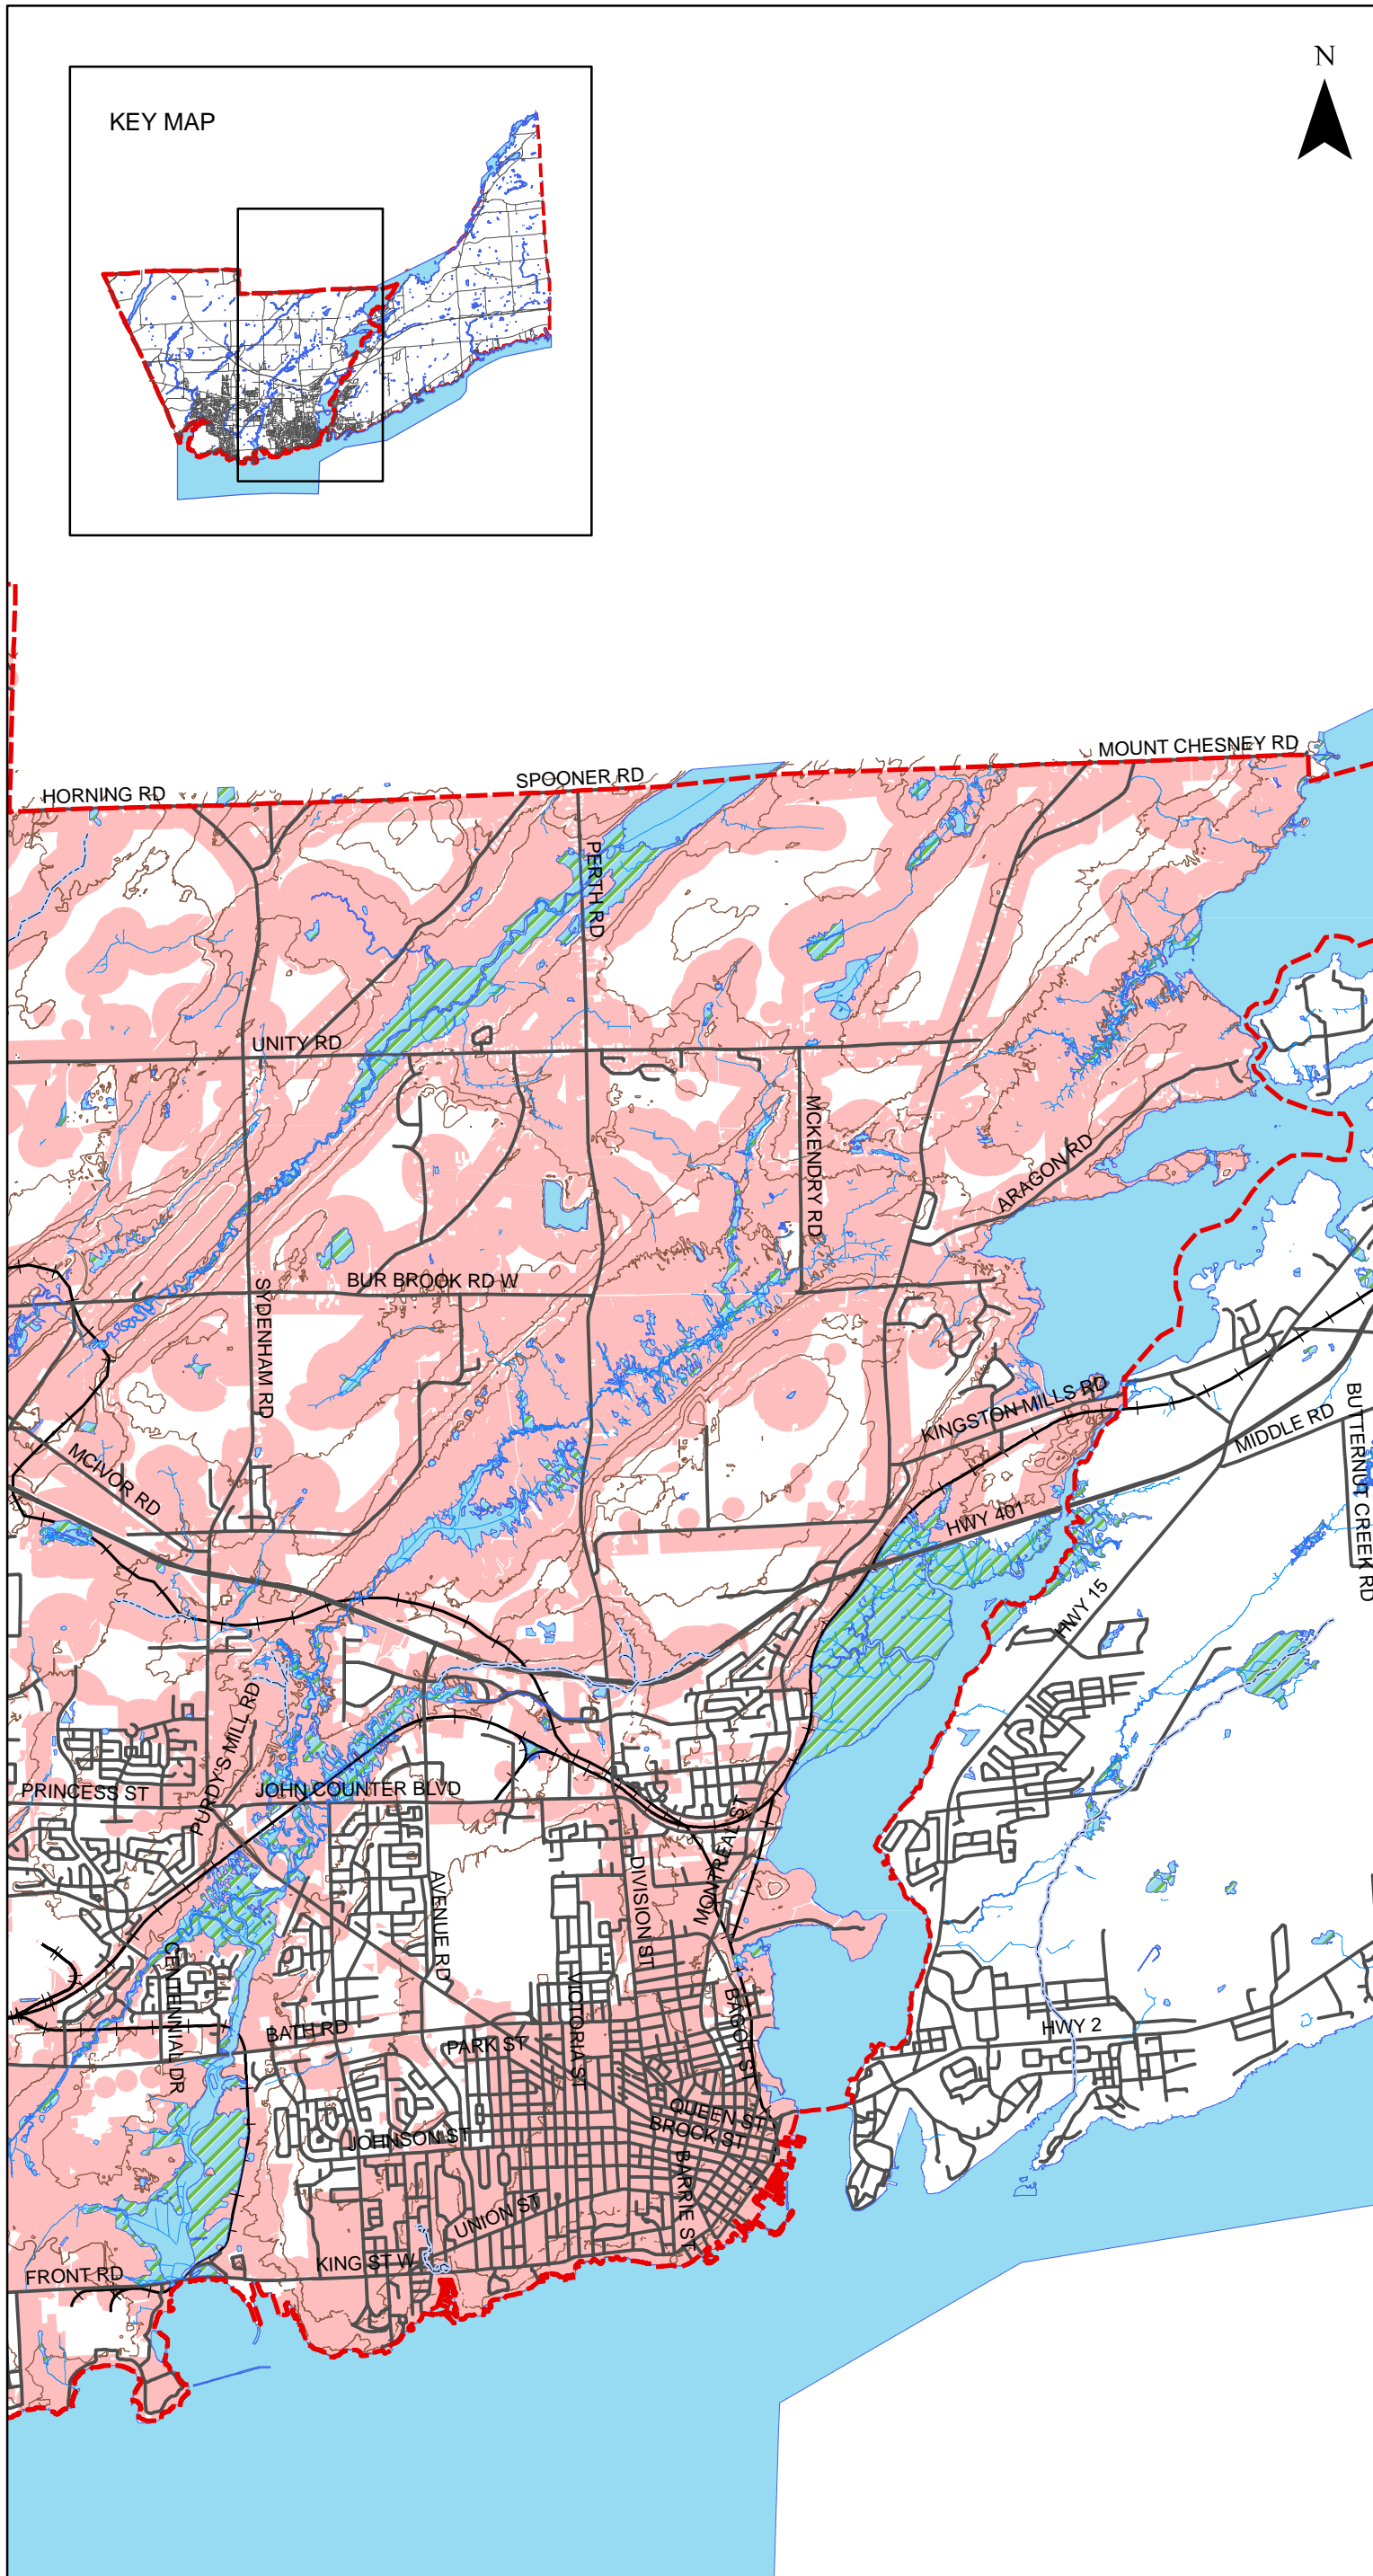 N
KEY MAP
MOUNT CHESNEY RD
SPOONER RD
HORNING RD
PERTH RD
UNITY RD
MCKENDRY RD
ARAGON RD
BUR BROOK RD W
SYDENHAM RD
KINGSTON MILLS RD
BUTTERNUT CREEK RD
MIDDLE RD
MCIVOR RD
HWY 401
HWY 15
PURDY'S MILL RD
PRINCESS ST
JOHN COUNTER BLVD
MONTREAL ST
DIVISION ST
AVENUE RD
CENTENNIAL DR
VICTORIA ST
BAGOT ST
BATH RD
PARK ST
HWY 2
QUEEN ST
BROCK ST
JOHNSON ST
BARRIE ST
UNION ST
KING ST W
FRONT RD